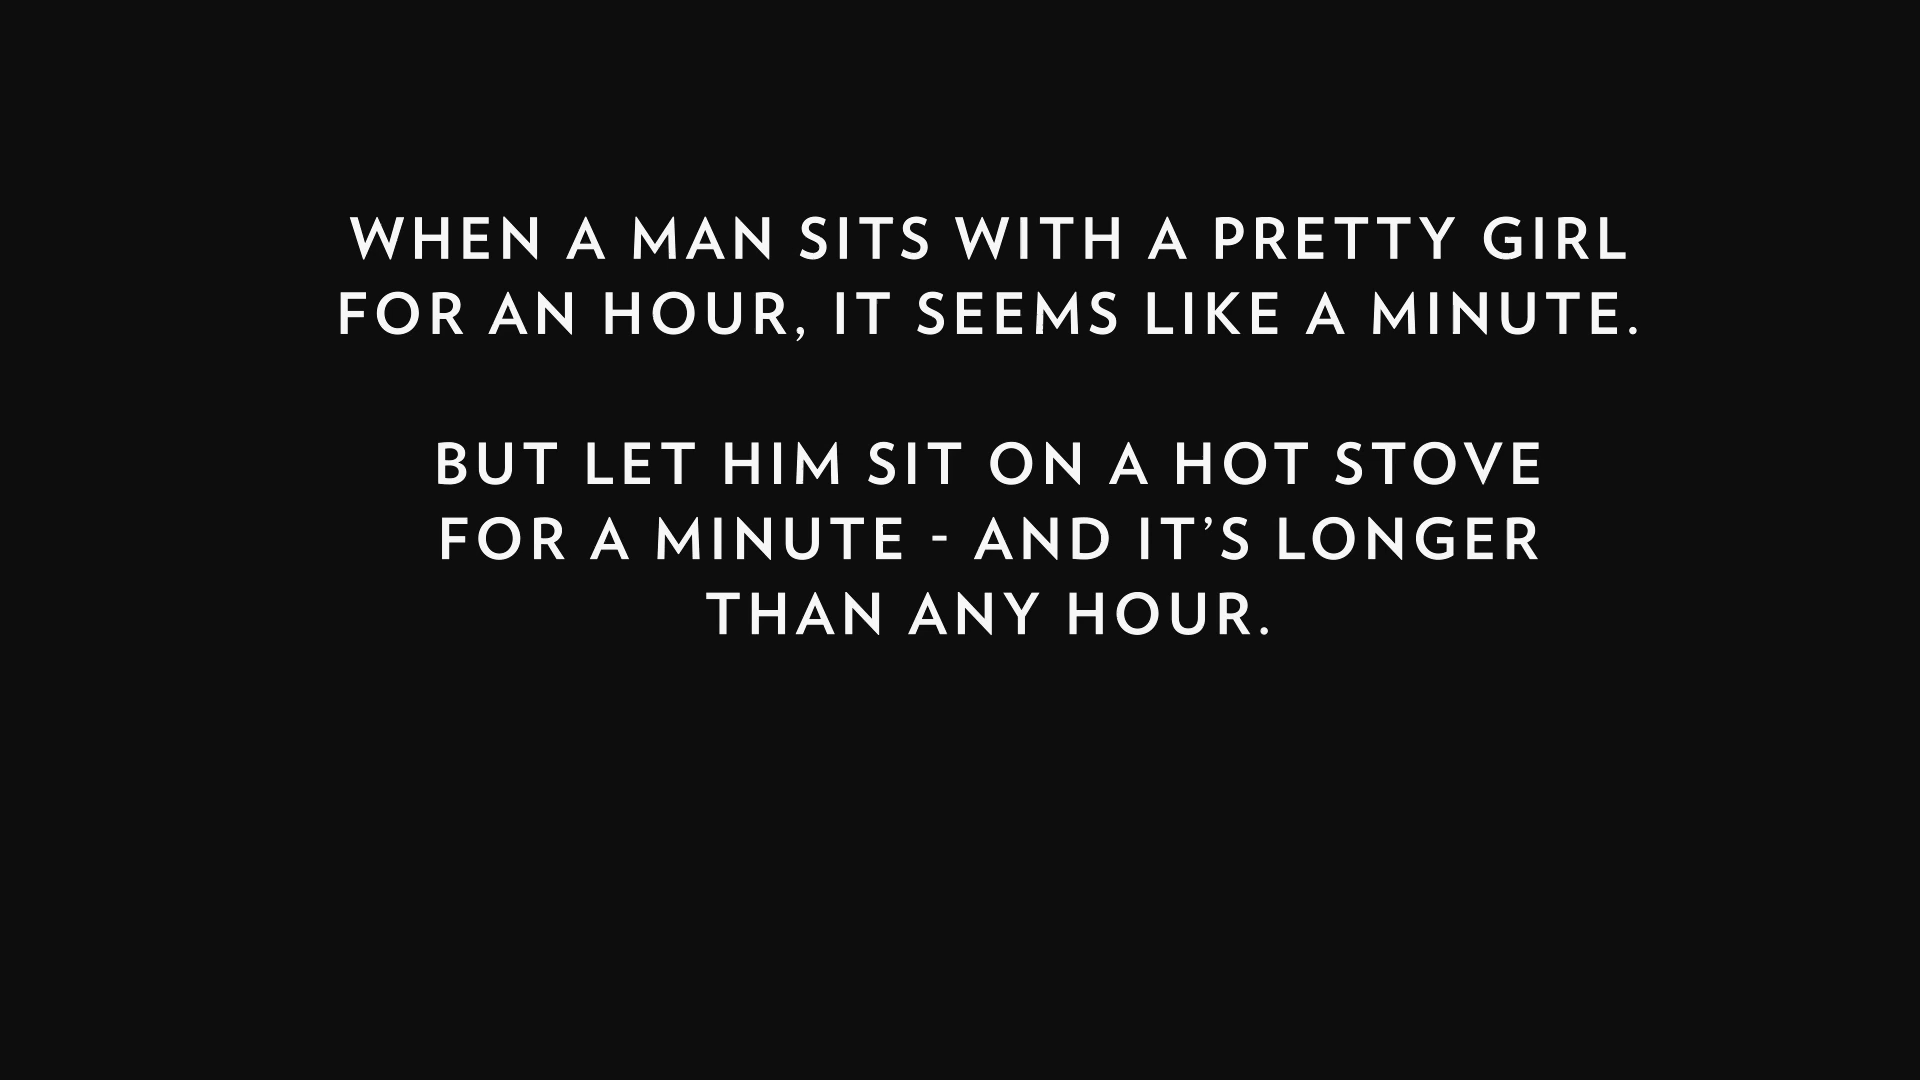 WHEN A MAN SITS WITH A PRETTY GIRL
FOR AN HOUR, IT SEEMS LIKE A MINUTE.
BUT LET HIM SIT ON A HOT STOVE
FOR A MINUTE - AND IT’S LONGER
THAN ANY HOUR.